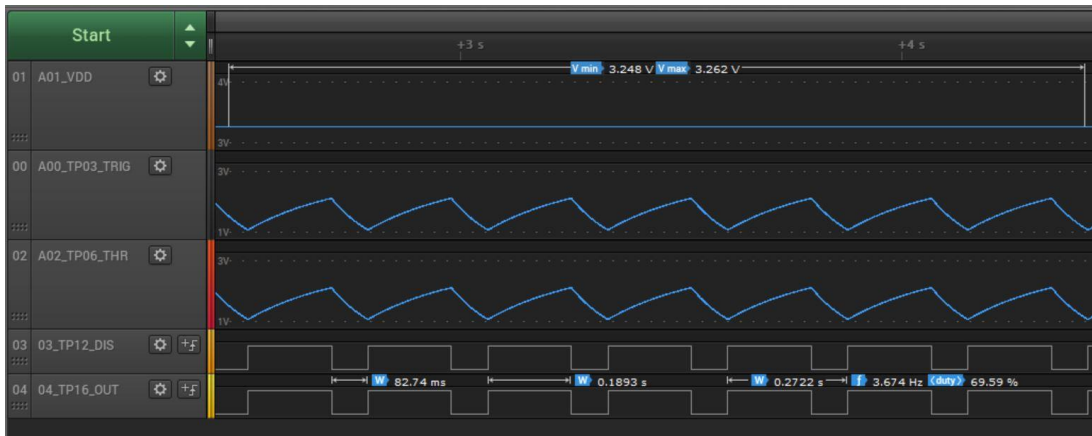 Start
+3 s
+4 s
01 A01_VDD
4V
V min 3.248 V V max 3.262 V
3V
00 A00_TP03_TRIG
3V
1V
02 A02_TP06_THR
3V
1V
03 03_TP12_DIS
04 04_TP16_OUT
W 82.74 ms
W 0.1893 s
W 0.2722 s
f 3.674 Hz
duty 69.59 %